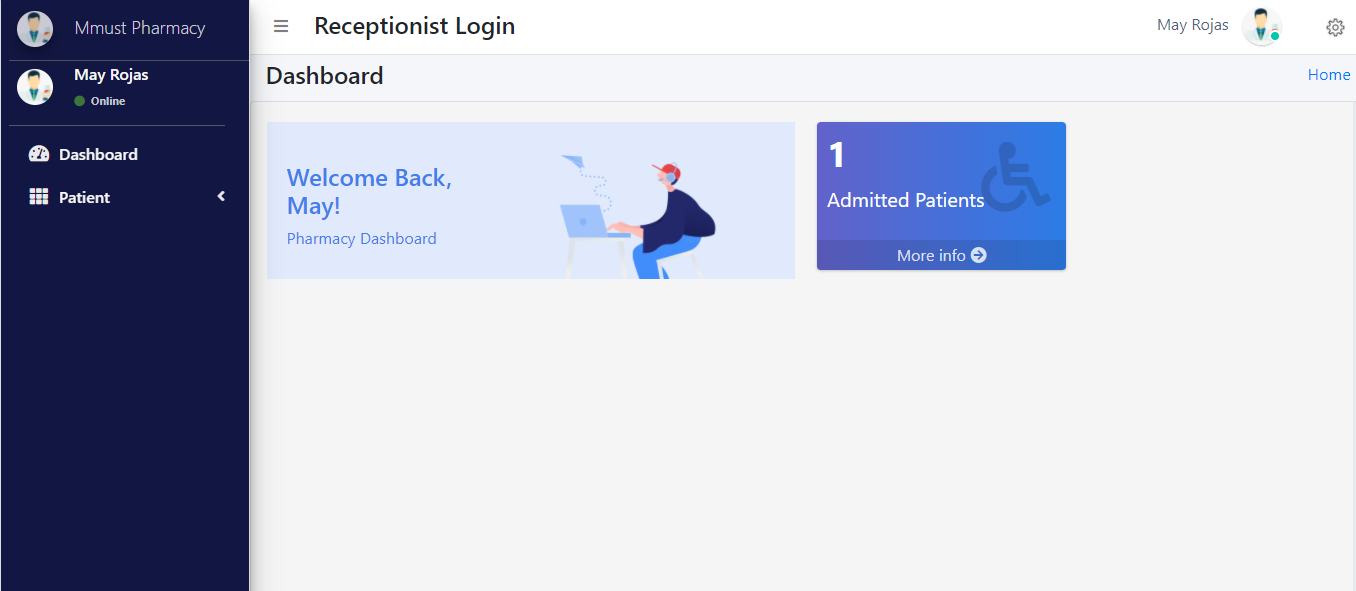 Mmust Pharmacy
May Rojas
Online
Dashboard
Patient
Receptionist Login
May Rojas
Dashboard
Home
Welcome Back,
May!
Pharmacy Dashboard
1
Admitted Patients
More info